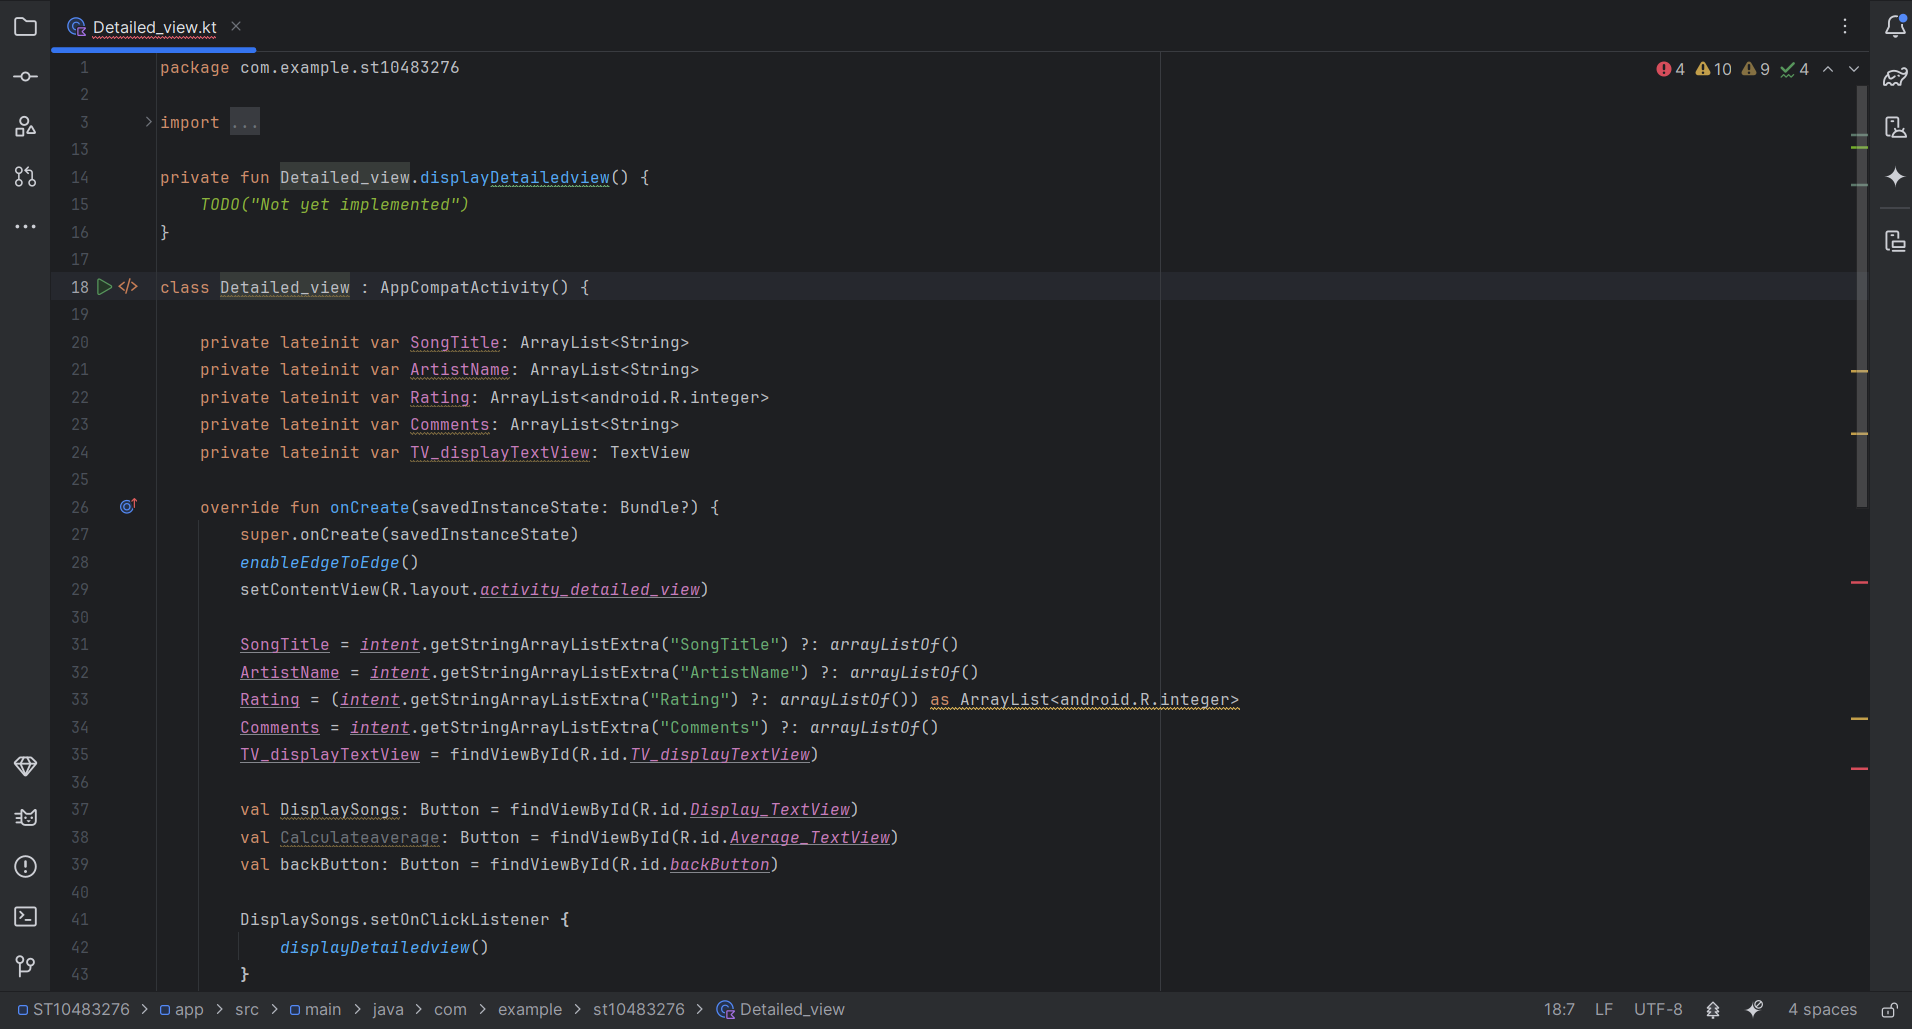 Detailed_view.kt
4 10 9 4
1 package com.example.st10483276
2
3 import ...
13
14 private fun Detailed_view.displayDetailedview() {
15 TODO("Not yet implemented")
16 }
17
18 class Detailed_view : AppCompatActivity() {
19
20 private lateinit var SongTitle: ArrayList<String>
21 private lateinit var ArtistName: ArrayList<String>
22 private lateinit var Rating: ArrayList<android.R.integer>
23 private lateinit var Comments: ArrayList<String>
24 private lateinit var TV_displayTextView: TextView
25
26 override fun onCreate(savedInstanceState: Bundle?) {
27 super.onCreate(savedInstanceState)
28 enableEdgeToEdge()
29 setContentView(R.layout.activity_detailed_view)
30
31 SongTitle = intent.getStringArrayListExtra("SongTitle") ?: arrayListOf()
32 ArtistName = intent.getStringArrayListExtra("ArtistName") ?: arrayListOf()
33 Rating = (intent.getStringArrayListExtra("Rating") ?: arrayListOf()) as ArrayList<android.R.integer>
34 Comments = intent.getStringArrayListExtra("Comments") ?: arrayListOf()
35 TV_displayTextView = findViewById(R.id.TV_displayTextView)
36
37 val DisplaySongs: Button = findViewById(R.id.Display_TextView)
38 val Calculateaverage: Button = findViewById(R.id.Average_TextView)
39 val backButton: Button = findViewById(R.id.backButton)
40
41 DisplaySongs.setOnClickListener {
42 displayDetailedview()
43 }
ST10483276 > app > src > main > java > com > example > st10483276 > Detailed_view 18:7 LF UTF-8 4 spaces